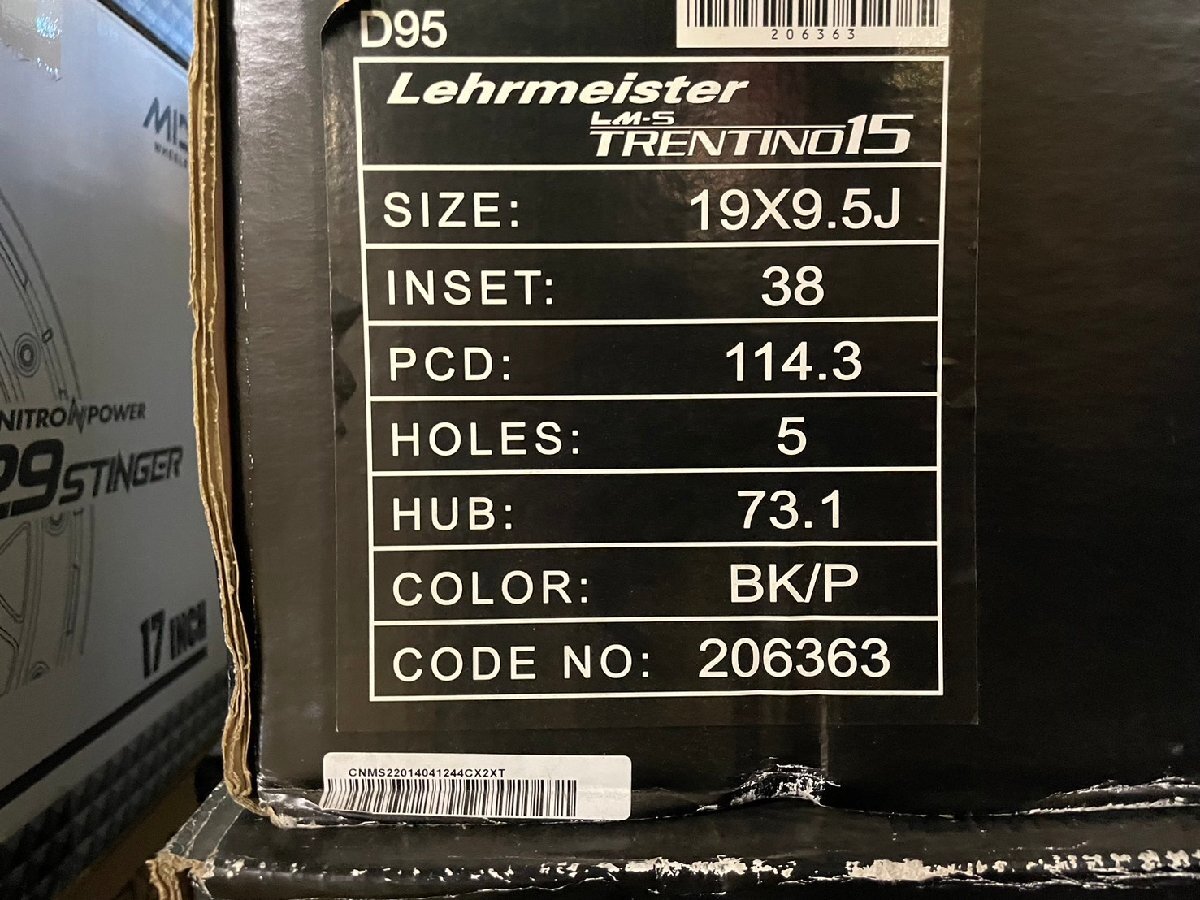 D95
206363
Lehrmeister
LM-S
TRENTINO15
SIZE: 19X9.5J
INSET: 38
PCD: 114.3
HOLES: 5
HUB: 73.1
COLOR: BK/P
CODE NO: 206363
CNMS22014041244CX2XT
NITRO POWER
29 STINGER
17 INCH